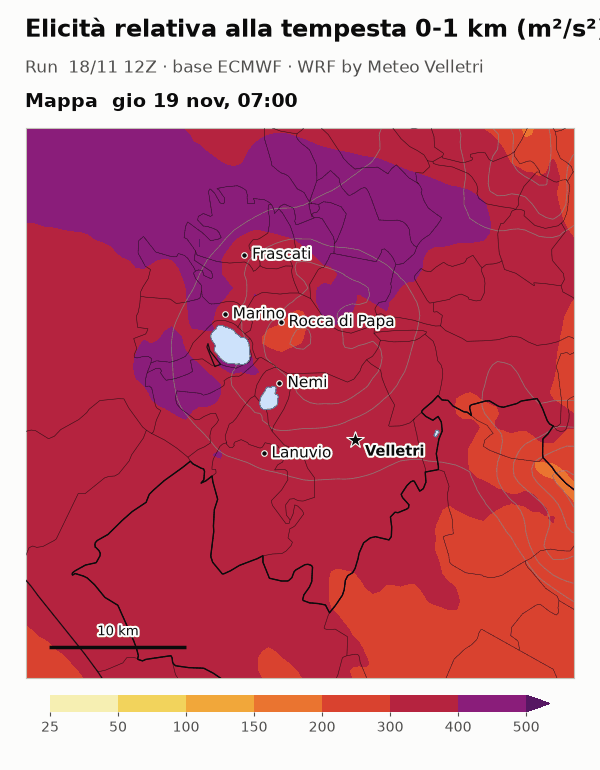 Elicità relativa alla tempesta 0-1 km (m²/s²)
Run 18/11 12Z · base ECMWF · WRF by Meteo Velletri
Mappa gio 19 nov, 07:00
Frascati
Marino
Rocca di Papa
Nemi
Velletri
Lanuvio
10 km
25 50 100 150 200 300 400 500